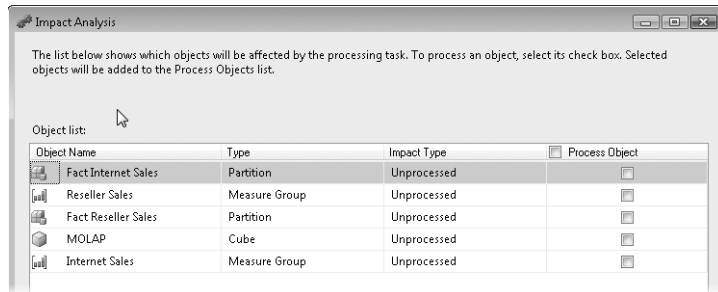 Impact Analysis
The list below shows which objects will be affected by the processing task. To process an object, select its check box. Selected
objects will be added to the Process Objects list.
Object list:
Object Name Type Impact Type Process Object
Fact Internet Sales Partition Unprocessed
Reseller Sales Measure Group Unprocessed
Fact Reseller Sales Partition Unprocessed
MOLAP Cube Unprocessed
Internet Sales Measure Group Unprocessed